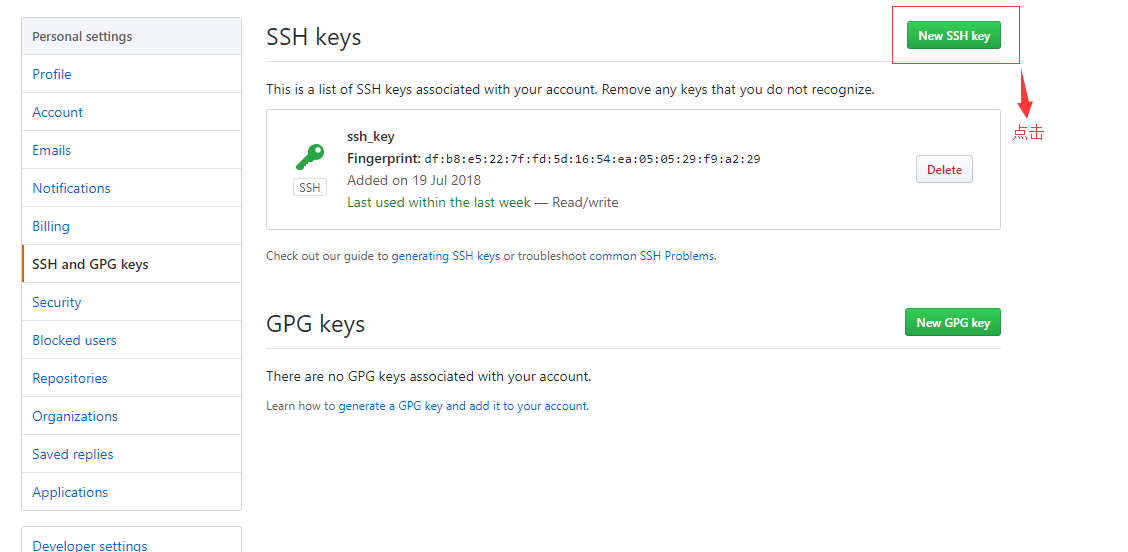 Personal settings
Profile
Account
Emails
Notifications
Billing
SSH and GPG keys
Security
Blocked users
Repositories
Organizations
Saved replies
Applications
Developer settings
SSH keys
New SSH key
点击
This is a list of SSH keys associated with your account. Remove any keys that you do not recognize.
ssh_key
Fingerprint: df:b8:e5:22:7f:fd:5d:16:54:ea:05:05:29:f9:a2:29
SSH
Added on 19 Jul 2018
Last used within the last week — Read/write
Delete
Check out our guide to generating SSH keys or troubleshoot common SSH Problems.
GPG keys
New GPG key
There are no GPG keys associated with your account.
Learn how to generate a GPG key and add it to your account.